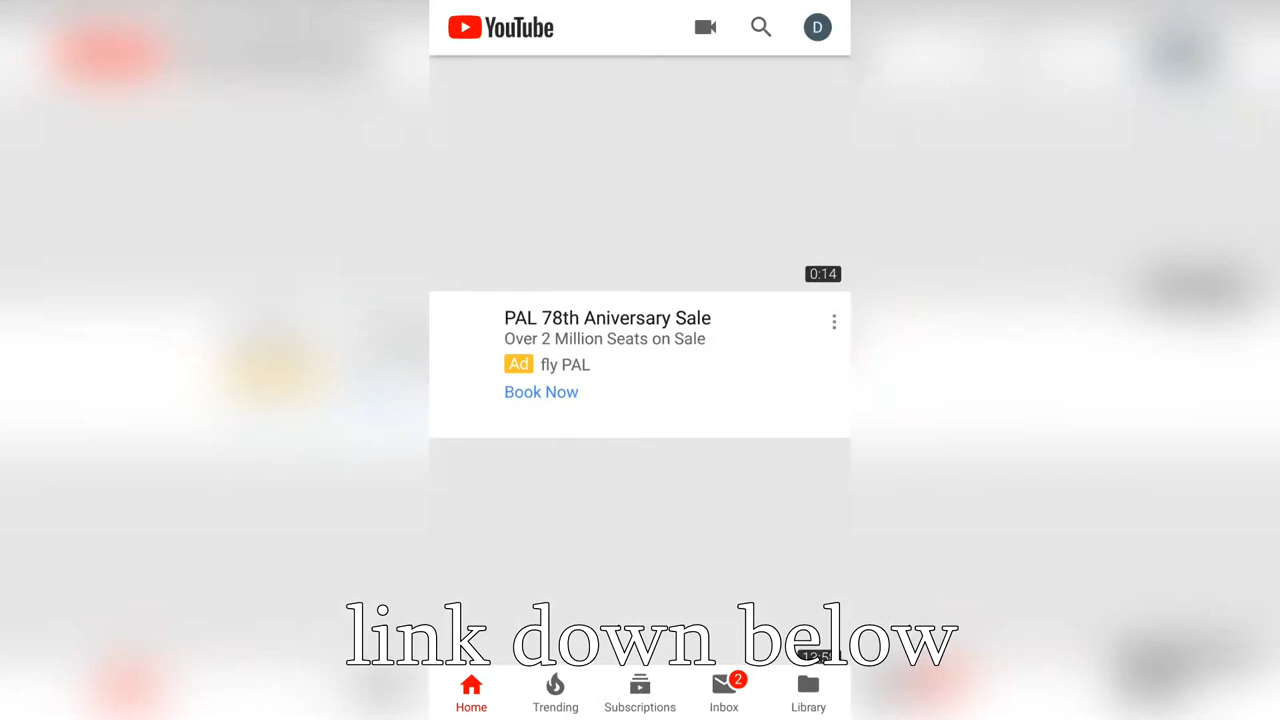 YouTube
D
0:14
PAL 78th Aniversary Sale
Over 2 Million Seats on Sale
Ad fly PAL
Book Now
link down below
2
Home Trending Subscriptions Inbox Library